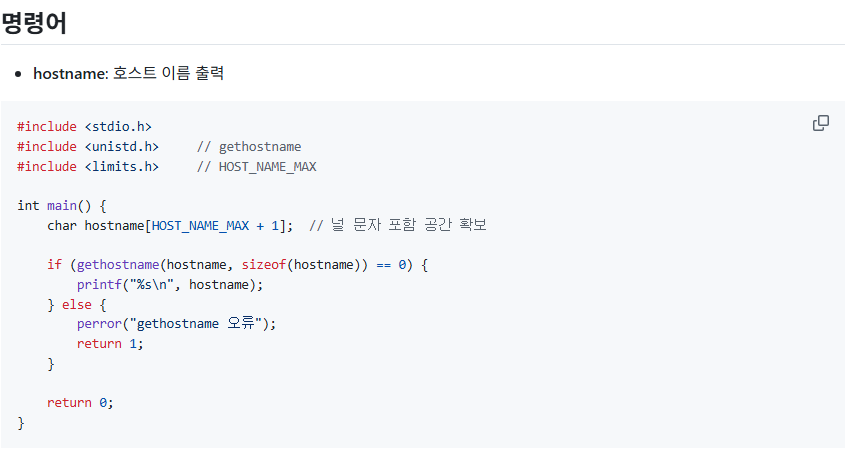 명령어
hostname: 호스트 이름 출력
#include <stdio.h>
#include <unistd.h>     // gethostname
#include <limits.h>     // HOST_NAME_MAX
int main() {
    char hostname[HOST_NAME_MAX + 1];  // 널 문자 포함 공간 확보
    if (gethostname(hostname, sizeof(hostname)) == 0) {
        printf("%s\n", hostname);
    } else {
        perror("gethostname 오류");
        return 1;
    }
    return 0;
}